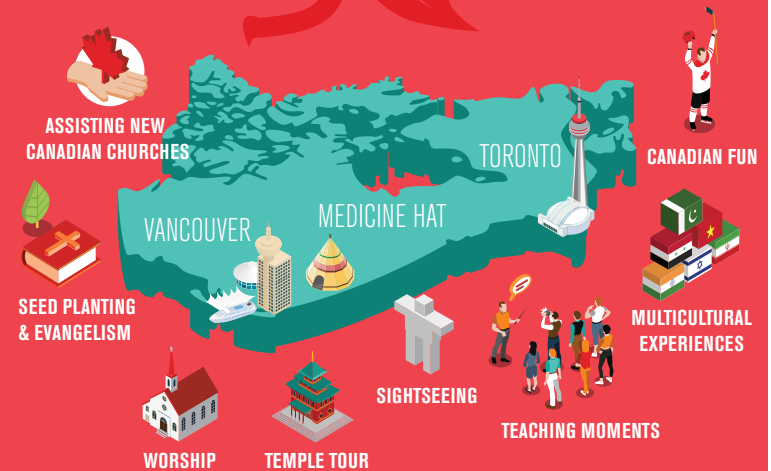 ASSISTING NEW
CANADIAN CHURCHES
TORONTO
CANADIAN FUN
VANCOUVER
MEDICINE HAT
SEED PLANTING
& EVANGELISM
MULTICULTURAL
EXPERIENCES
SIGHTSEEING
TEACHING MOMENTS
WORSHIP
TEMPLE TOUR